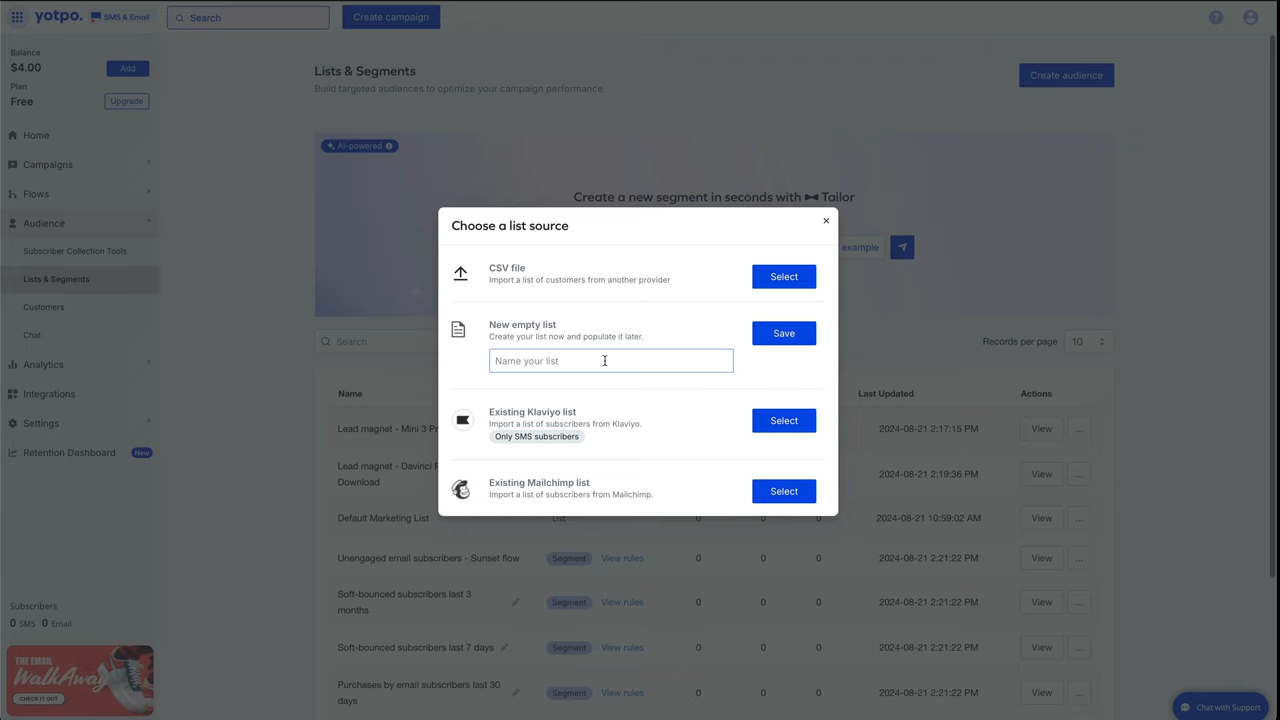 yotpo. SMS & Email Search Create campaign
Balance
$4.00 Add
Plan
Free Upgrade
Home
Campaigns
Flows
Audience
Subscriber Collection Tools
Lists & Segments
Customers
Chat
Analytics
Integrations
Settings
Retention Dashboard New
Subscribers
0 SMS 0 Email
THE EMAIL
WalkAway
CHECK IT OUT
Lists & Segments
Build targeted audiences to optimize your campaign performance.
Create audience
AI-powered
Create a new segment in seconds with Tailor
example
Search
Records per page 10
Choose a list source
CSV file
Import a list of customers from another provider
Select
New empty list
Create your list now and populate it later.
Save
Name your list
Existing Klaviyo list
Import a list of subscribers from Klaviyo.
Only SMS subscribers
Select
Existing Mailchimp list
Import a list of subscribers from Mailchimp.
Select
Name Last Updated Actions
Lead magnet - Mini 3 Pr 2024-08-21 2:17:15 PM View ...
Lead magnet - Davinci R
Download 2024-08-21 2:19:36 PM View ...
Default Marketing List List 0 0 0 2024-08-21 10:59:02 AM View ...
Unengaged email subscribers - Sunset flow Segment View rules 0 0 0 2024-08-21 2:21:22 PM View ...
Soft-bounced subscribers last 3
months Segment View rules 0 0 0 2024-08-21 2:21:22 PM View ...
Soft-bounced subscribers last 7 days Segment View rules 0 0 0 2024-08-21 2:21:22 PM View ...
Purchases by email subscribers last 30
days Segment View rules 0 0 0 2024-08-21 2:21:22 PM View ...
Chat with Support